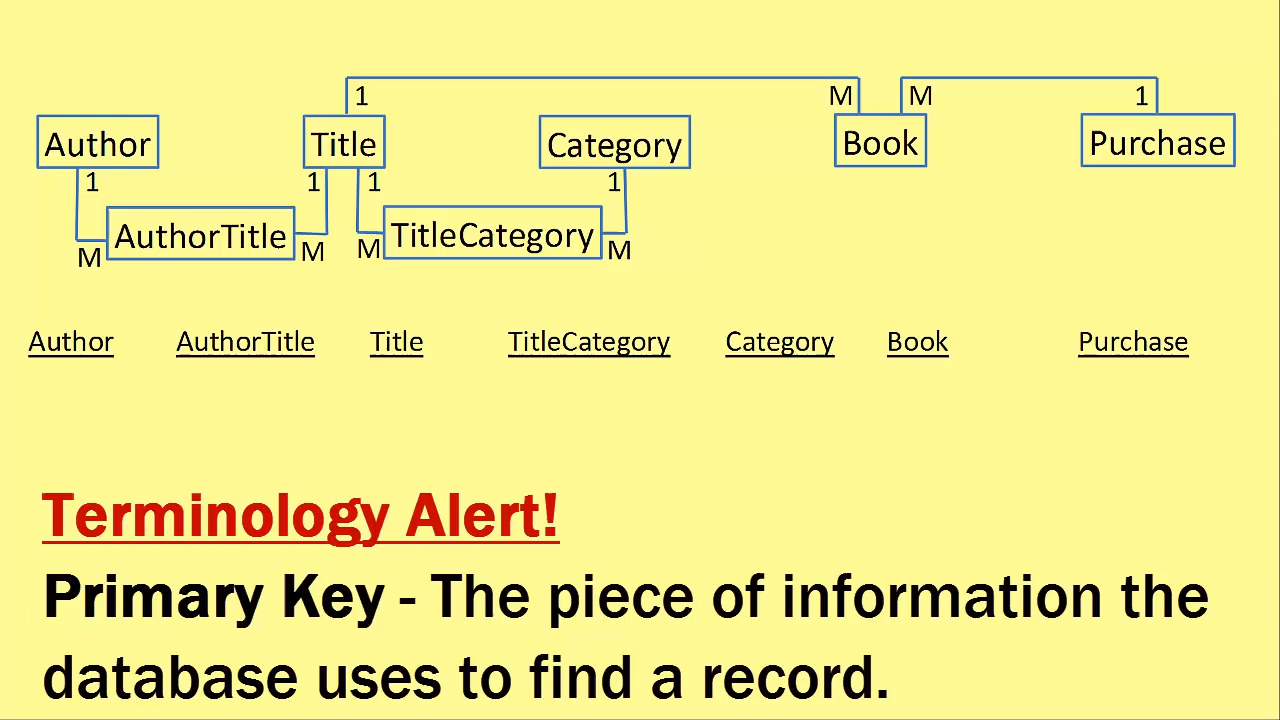 1 M M 1
Author Title Category Book Purchase
1 1 1 1
AuthorTitle TitleCategory
M M M M
Author AuthorTitle Title TitleCategory Category Book Purchase
Terminology Alert!
Primary Key - The piece of information the
database uses to find a record.